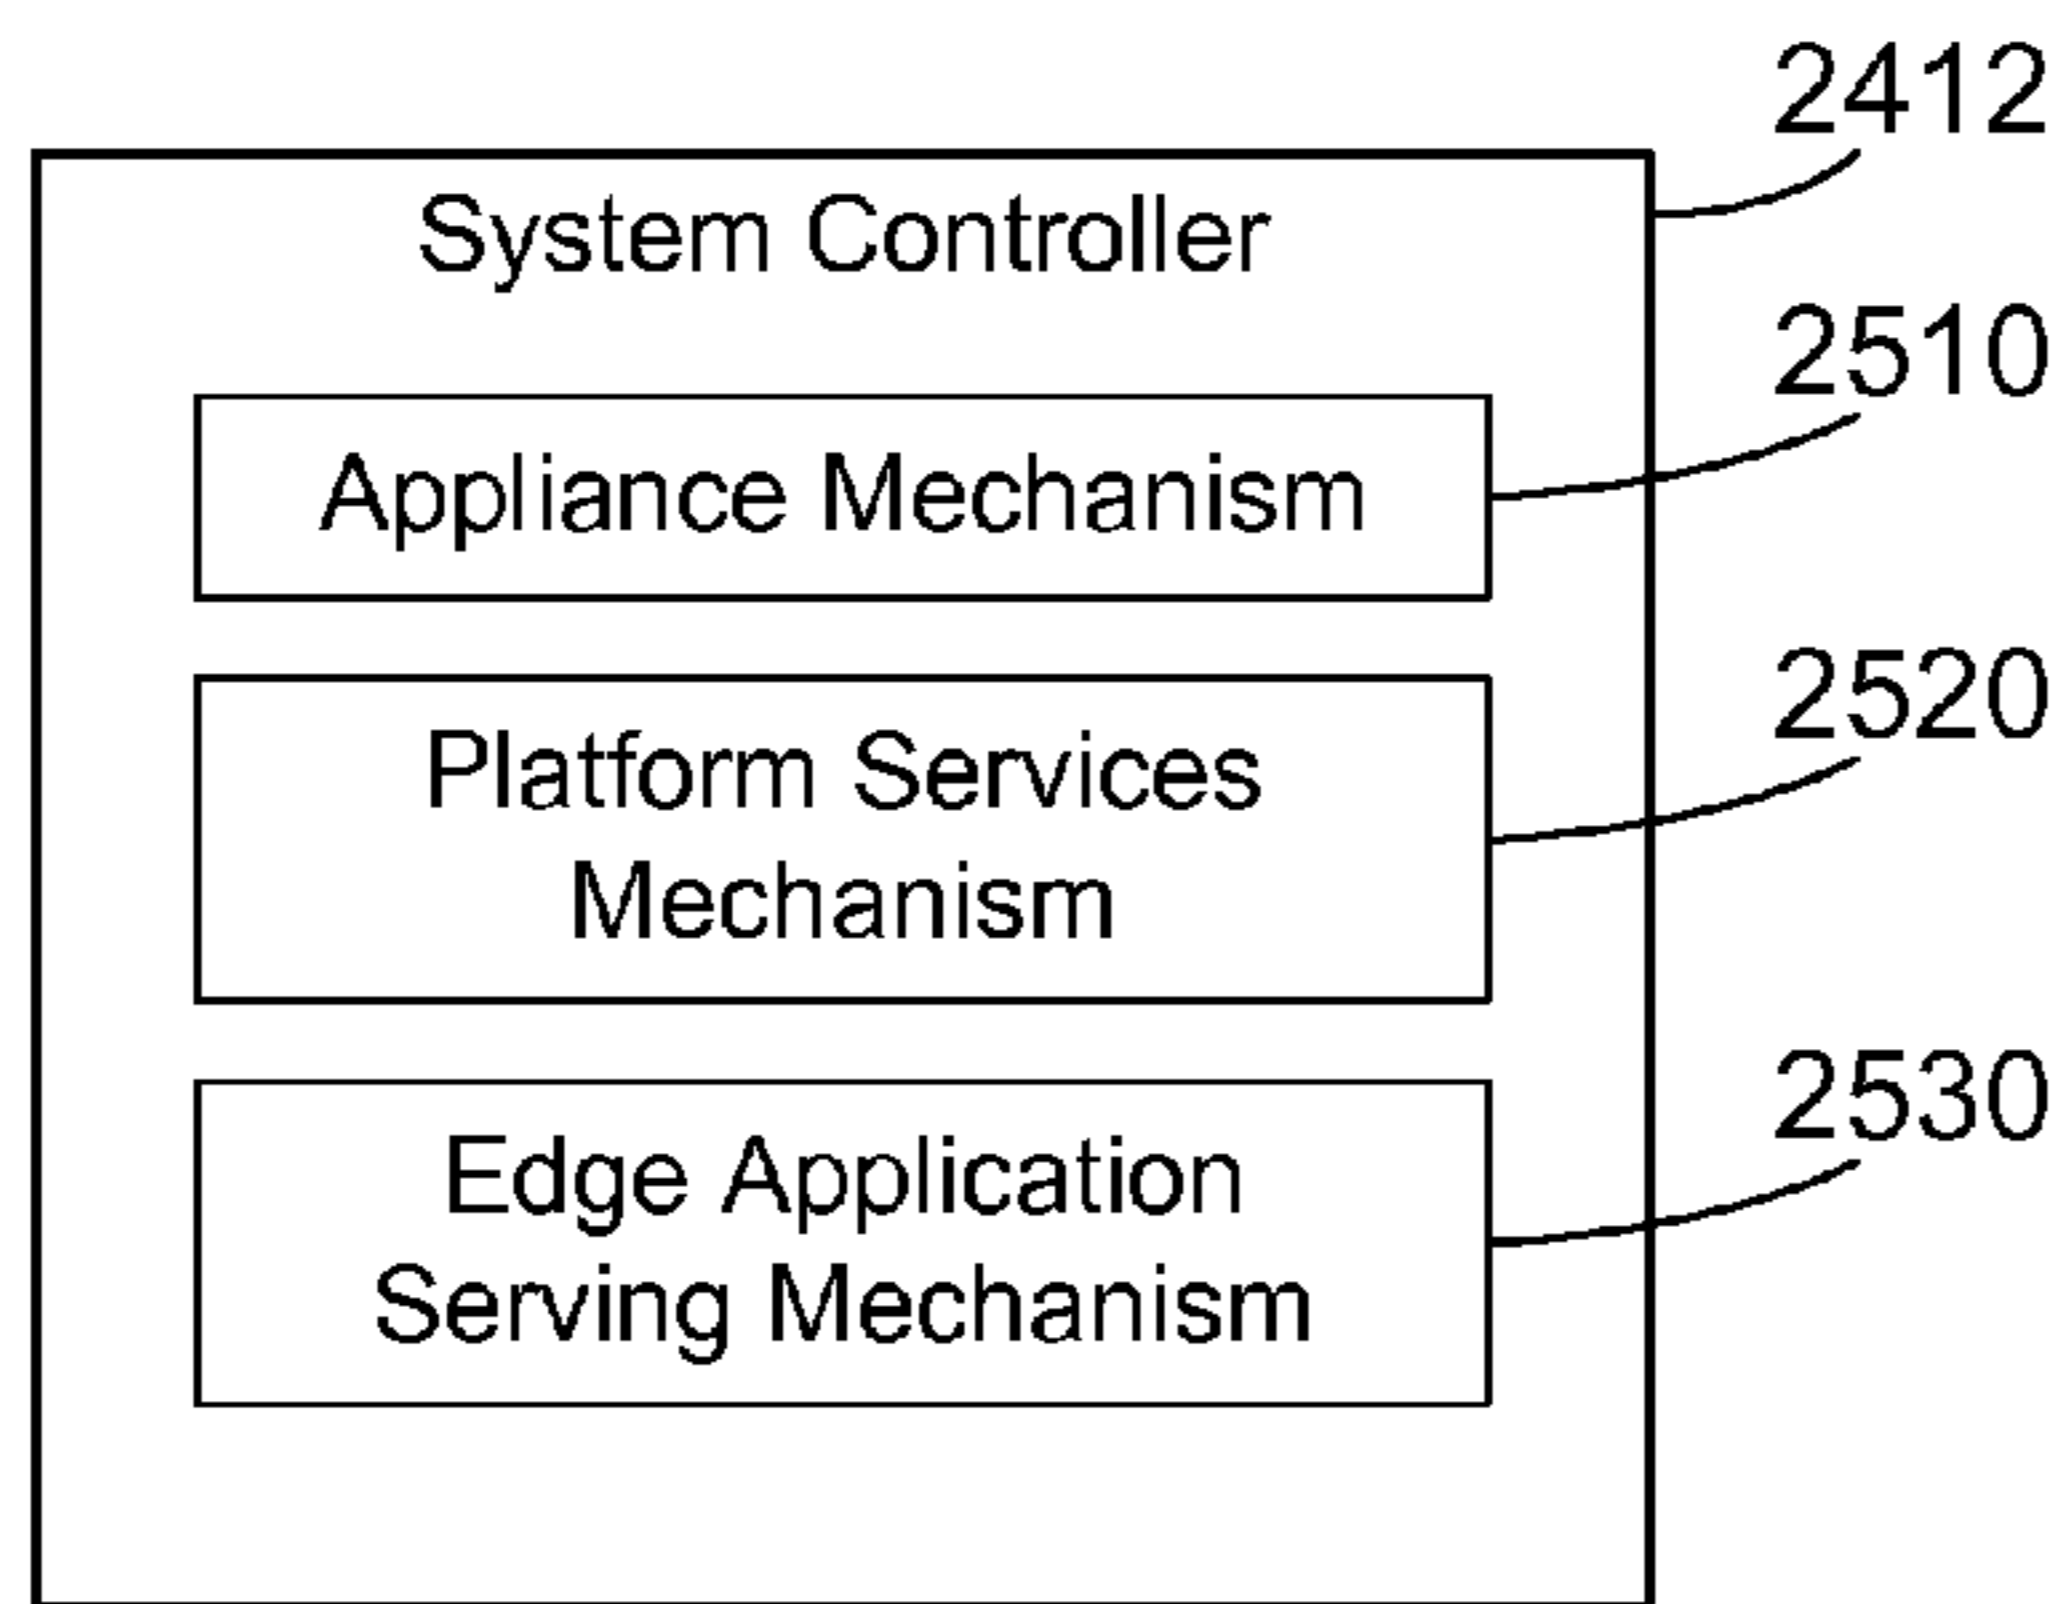 2412
System Controller
2510
Appliance Mechanism
2520
Platform Services
Mechanism
2530
Edge Application
Serving Mechanism